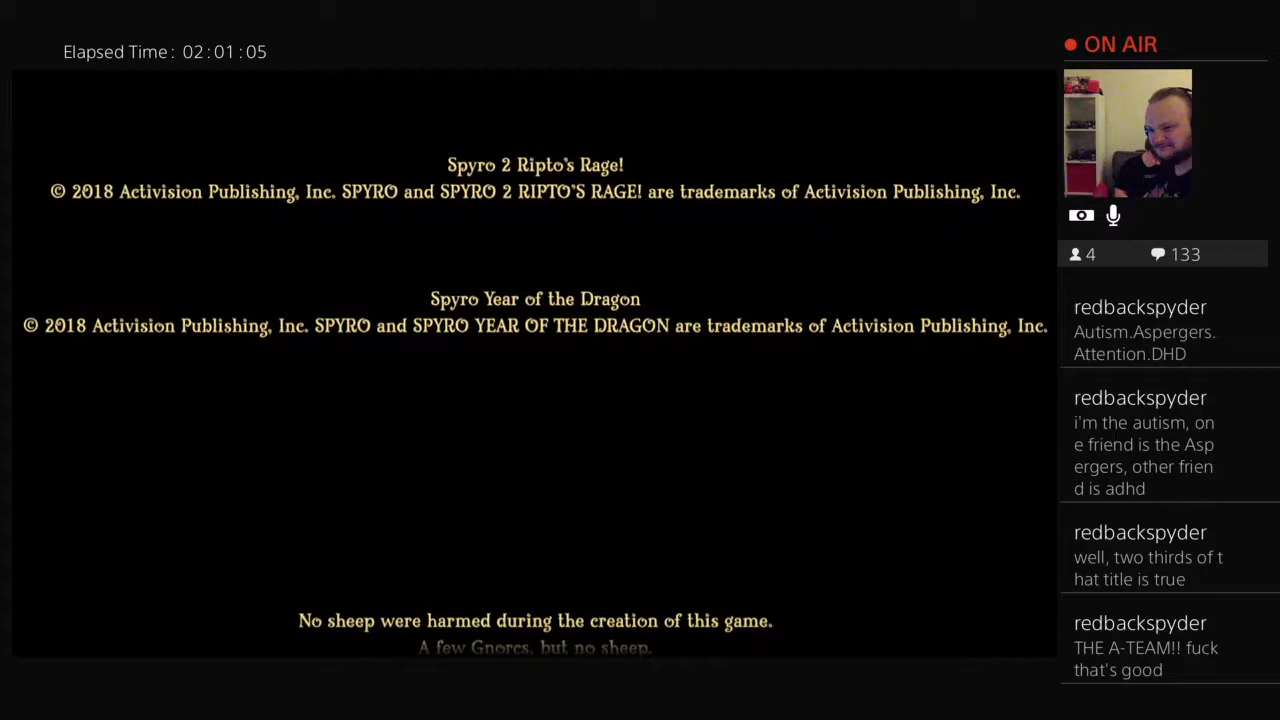 Elapsed Time: 02:01:05
ON AIR
Spyro 2 Ripto's Rage!
© 2018 Activision Publishing, Inc. SPYRO and SPYRO 2 RIPTO'S RAGE! are trademarks of Activision Publishing, Inc.
Spyro Year of the Dragon
© 2018 Activision Publishing, Inc. SPYRO and SPYRO YEAR OF THE DRAGON are trademarks of Activision Publishing, Inc.
No sheep were harmed during the creation of this game.
A few Gnorcs, but no sheep.
4
133
redbackspyder
Autism.Aspergers.
Attention.DHD
redbackspyder
i'm the autism, on
e friend is the Asp
ergers, other frien
d is adhd
redbackspyder
well, two thirds of t
hat title is true
redbackspyder
THE A-TEAM!! fuck
that's good